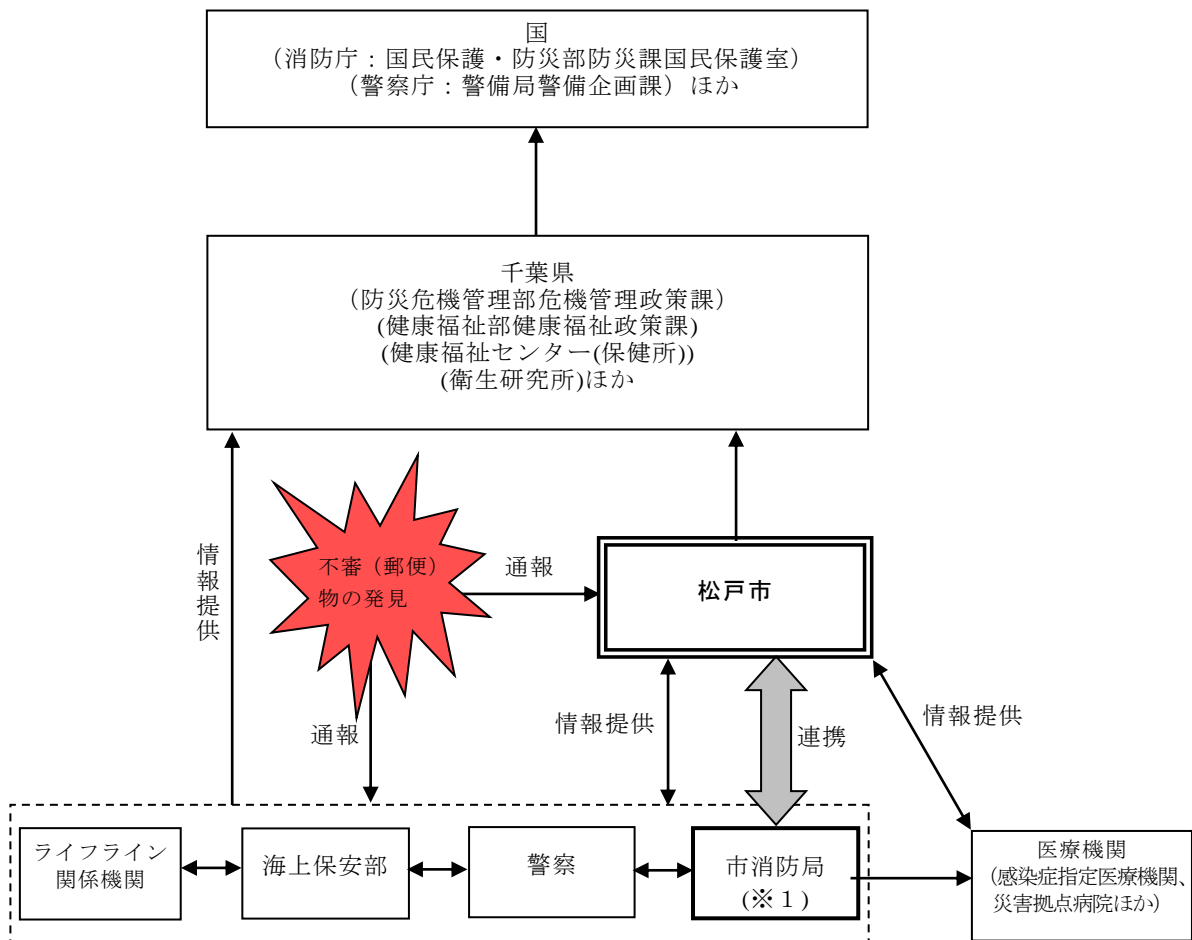 国
（消防庁：国民保護・防災部防災課国民保護室）
（警察庁：警備局警備企画課）ほか
千葉県
（防災危機管理部危機管理政策課）
(健康福祉部健康福祉政策課)
(健康福祉センター(保健所))
(衛生研究所)ほか
情報提供
不審（郵便）
物の発見
通報
松戸市
通報
情報提供
連携
情報提供
ライフライン
関係機関
海上保安部
警察
市消防局
(※１)
医療機関
（感染症指定医療機関、
災害拠点病院ほか）